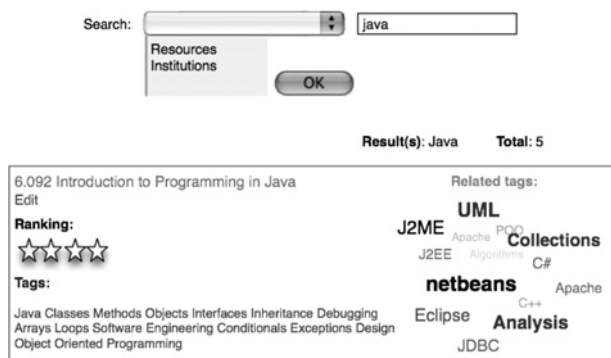 Search: java
Resources
Institutions
OK
Result(s): Java Total: 5
6.092 Introduction to Programming in Java
Edit
Ranking:
Tags:
Java Classes Methods Objects Interfaces Inheritance Debugging
Arrays Loops Software Engineering Conditionals Exceptions Design
Object Oriented Programming
Related tags:
UML
J2ME Apache POO Collections
J2EE Algorithms C#
netbeans Apache
C++
Eclipse Analysis
JDBC